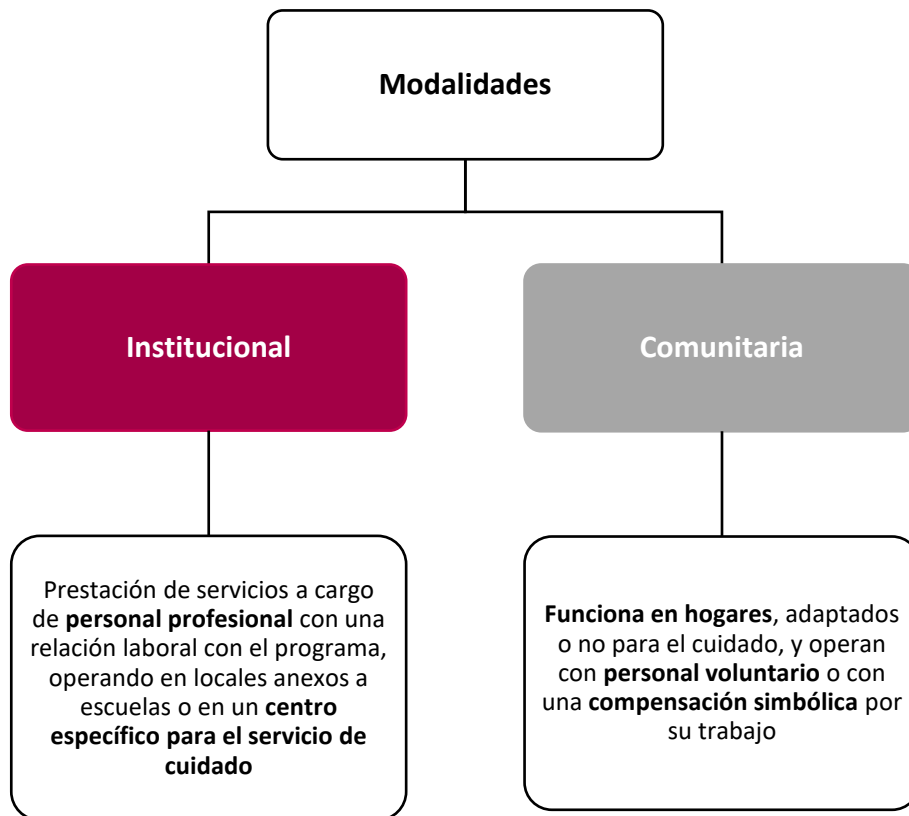 Modalidades
Institucional
Comunitaria
Prestación de servicios a cargo
de personal profesional con una
relación laboral con el programa,
operando en locales anexos a
escuelas o en un centro
específico para el servicio de
cuidado
Funciona en hogares, adaptados
o no para el cuidado, y operan
con personal voluntario o con
una compensación simbólica por
su trabajo